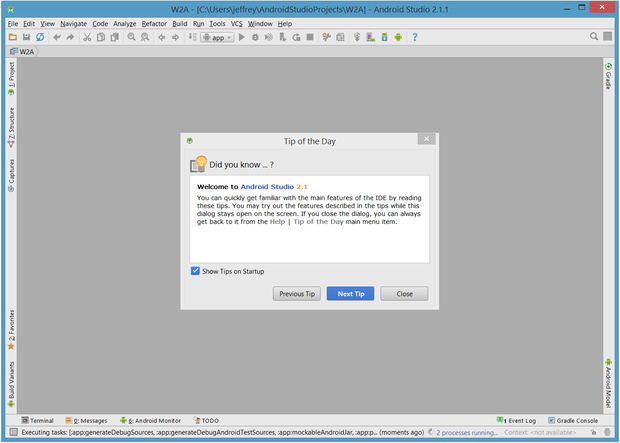 W2A - [C:\Users\jeffrey\AndroidStudioProjects\W2A] - Android Studio 2.1.1
File Edit View Navigate Code Analyze Refactor Build Run Tools VCS Window Help
app
W2A
1: Project
7: Structure
Captures
2: Favorites
Build Variants
Gradle
Android Model
Tip of the Day
Did you know ... ?
Welcome to Android Studio 2.1
You can quickly get familiar with the main features of the IDE by reading
these tips. You may try out the features described in the tips while this
dialog stays open on the screen. If you close the dialog, you can always
get back to it from the Help | Tip of the Day main menu item.
Show Tips on Startup
Previous Tip Next Tip Close
Terminal 0: Messages 6: Android Monitor TODO 1 Event Log Gradle Console
Executing tasks: [:app:generateDebugSources, :app:generateDebugAndroidTestSources, :app:mockableAndroidJar, :app:p... (moments ago) 2 processes running... Context: <not available>